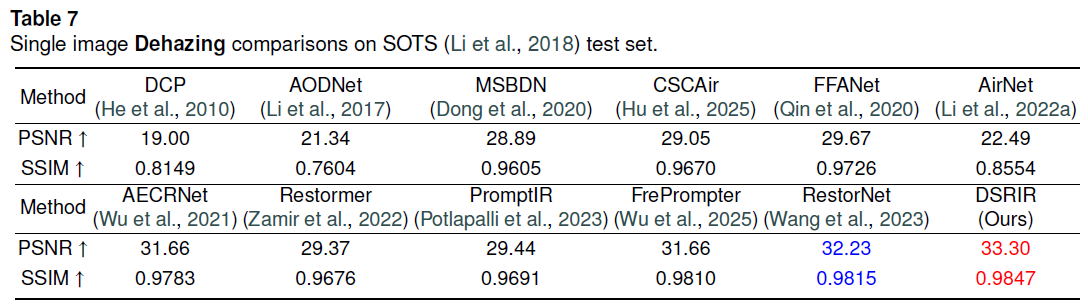 Table 7
Single image Dehazing comparisons on SOTS (Li et al., 2018) test set.
Method DCP AODNet MSBDN CSCAir FFANet AirNet
(He et al., 2010) (Li et al., 2017) (Dong et al., 2020) (Hu et al., 2025) (Qin et al., 2020) (Li et al., 2022a)
PSNR ↑ 19.00 21.34 28.89 29.05 29.67 22.49
SSIM ↑ 0.8149 0.7604 0.9605 0.9670 0.9726 0.8554
Method AECRNet Restormer PromptIR FrePrompter RestorNet DSRIR
(Wu et al., 2021) (Zamir et al., 2022) (Potlapalli et al., 2023) (Wu et al., 2025) (Wang et al., 2023) (Ours)
PSNR ↑ 31.66 29.37 29.44 31.66 32.23 33.30
SSIM ↑ 0.9783 0.9676 0.9691 0.9810 0.9815 0.9847